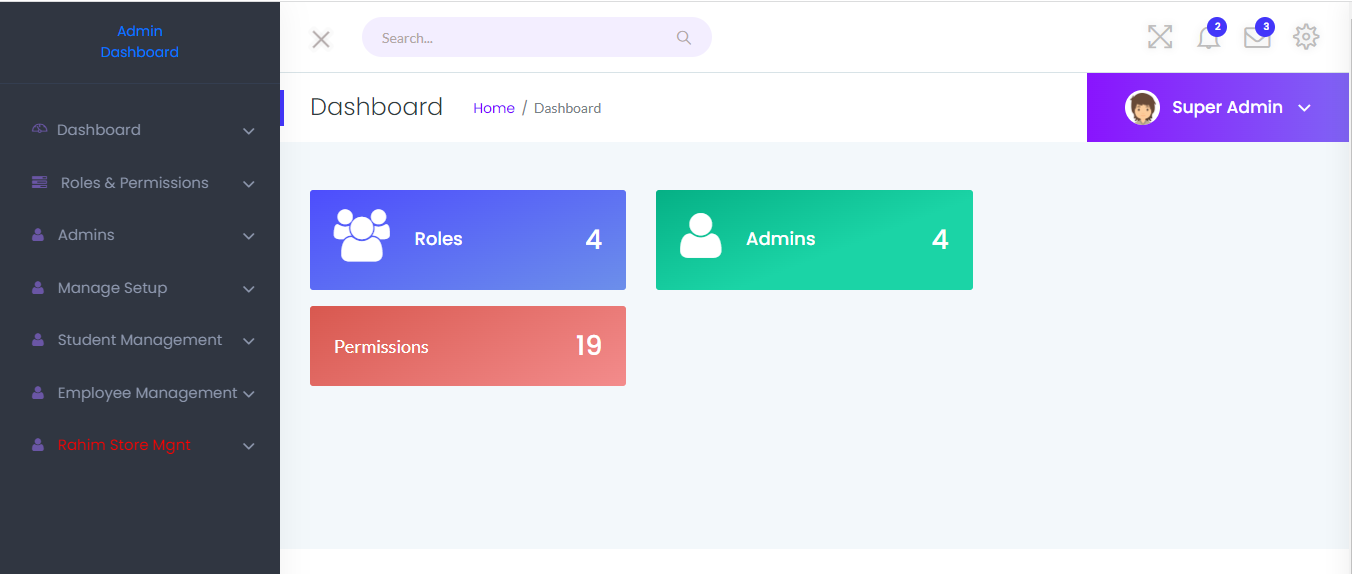 Admin
Dashboard
Search...
2
3
Dashboard
Home / Dashboard
Super Admin
Dashboard
Roles & Permissions
Admins
Manage Setup
Student Management
Employee Management
Rahim Store Mgnt
Roles 4
Admins 4
Permissions 19